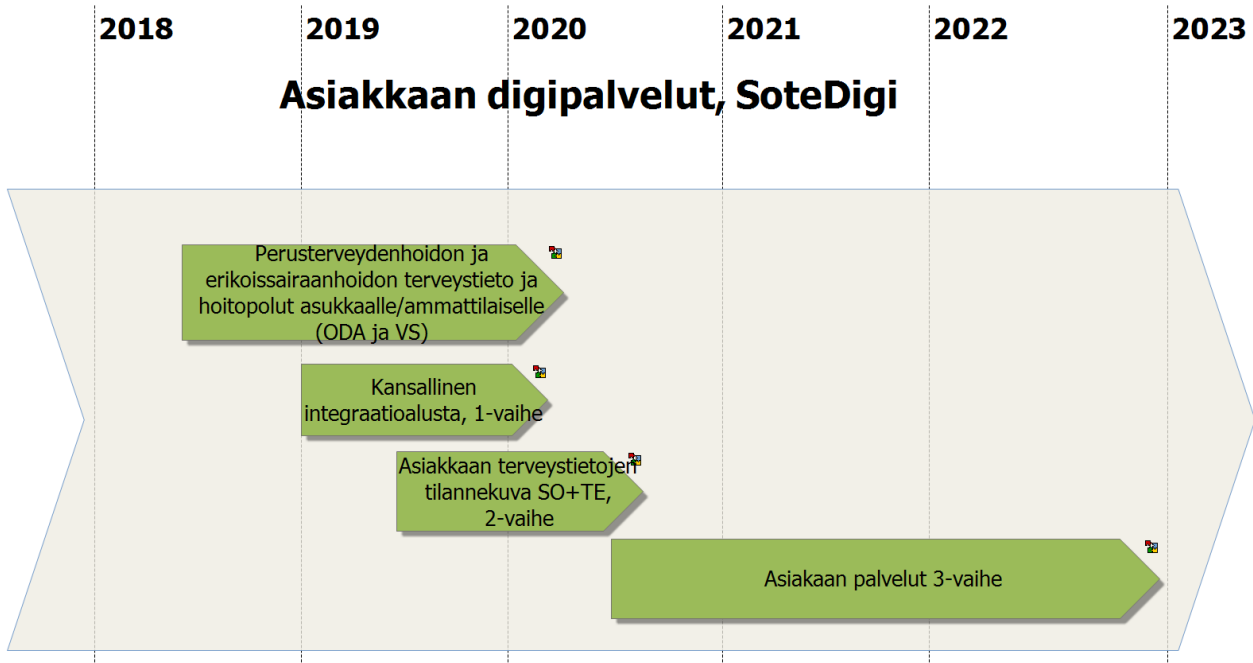 2018
2019
2020
2021
2022
2023
Asiakkaan digipalvelut, SoteDigi
Perusterveydenhoidon ja
erikoissairaanhoidon terveystieto ja
hoitopolut asukkaalle/ammattilaiselle
(ODA ja VS)
Kansallinen
integraatioalusta, 1-vaihe
Asiakkaan terveystietojen
tilannekuva SO+TE,
2-vaihe
Asiakaan palvelut 3-vaihe